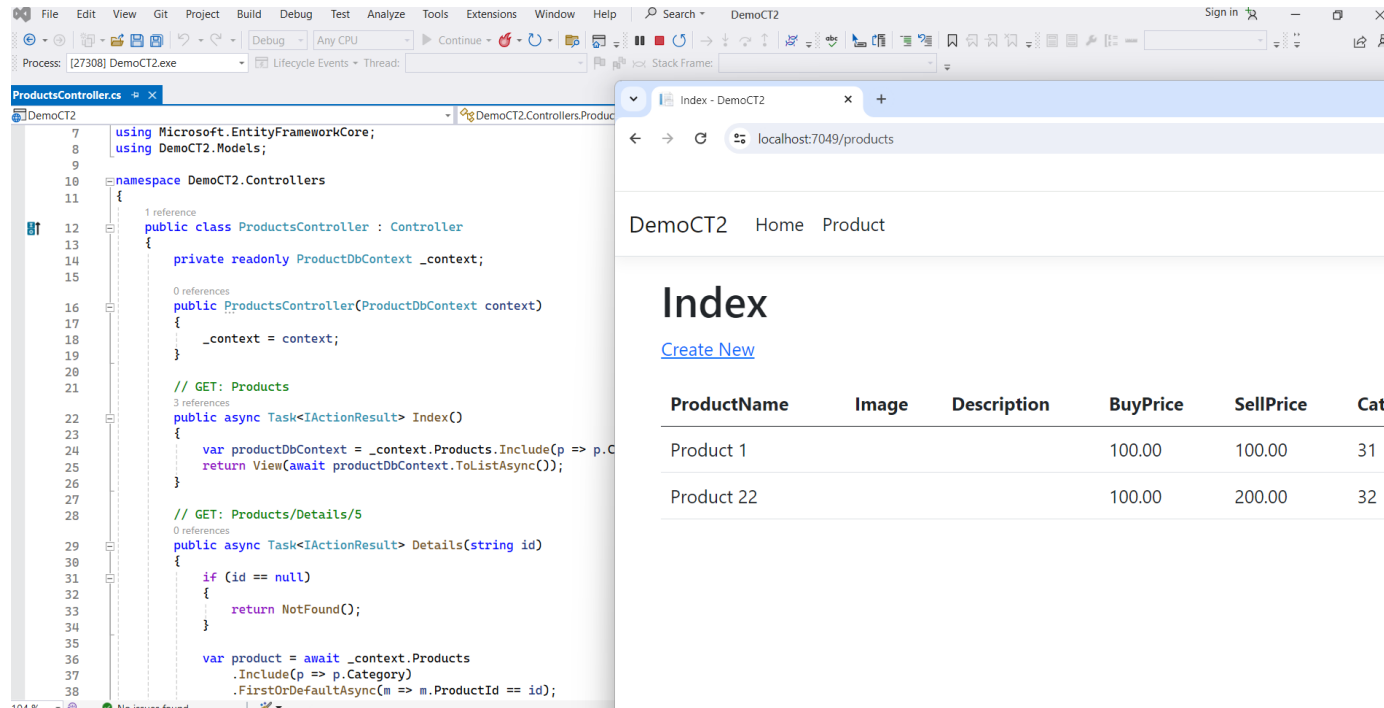 File Edit View Git Project Build Debug Test Analyze Tools Extensions Window Help Search DemoCT2 Sign in
Debug Any CPU Continue
Process: [27308] DemoCT2.exe Lifecycle Events Thread: Stack Frame:
ProductsController.cs
DemoCT2 DemoCT2.Controllers.Produc
7 using Microsoft.EntityFrameworkCore;
8 using DemoCT2.Models;
9
10 namespace DemoCT2.Controllers
11 {
1 reference
12 public class ProductsController : Controller
13 {
14 private readonly ProductDbContext _context;
15
0 references
16 public ProductsController(ProductDbContext context)
17 {
18 _context = context;
19 }
20
21 // GET: Products
3 references
22 public async Task<IActionResult> Index()
23 {
24 var productDbContext = _context.Products.Include(p => p.C
25 return View(await productDbContext.ToListAsync());
26 }
27
28 // GET: Products/Details/5
0 references
29 public async Task<IActionResult> Details(string id)
30 {
31 if (id == null)
32 {
33 return NotFound();
34 }
35
36 var product = await _context.Products
37 .Include(p => p.Category)
38 .FirstOrDefaultAsync(m => m.ProductId == id);
104 % No issues found
Index - DemoCT2
localhost:7049/products
DemoCT2 Home Product
Index
Create New
ProductName Image Description BuyPrice SellPrice Cat
Product 1 100.00 100.00 31
Product 22 100.00 200.00 32